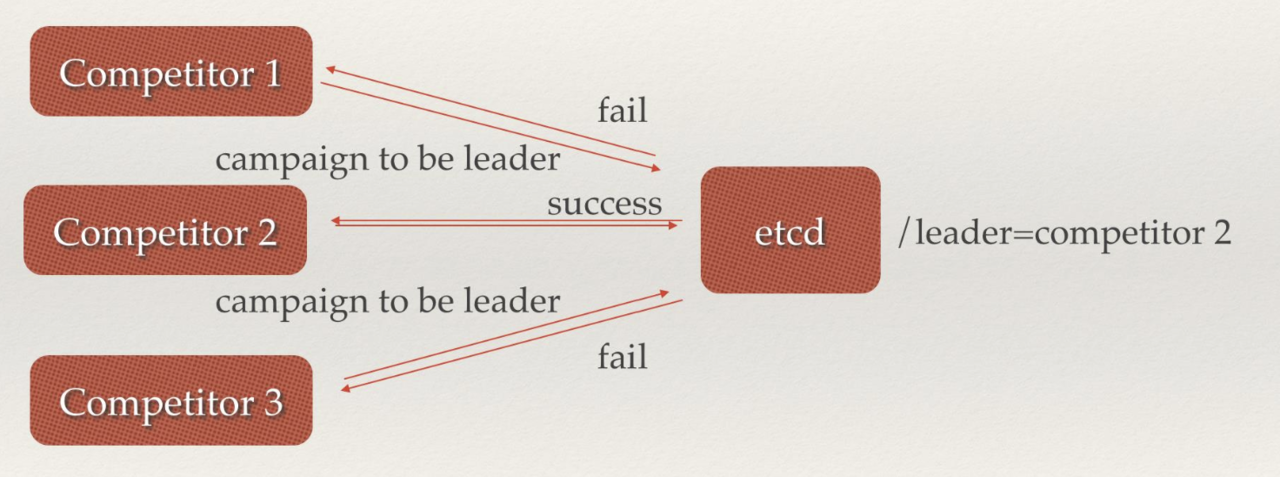 Competitor 1
fail
campaign to be leader
success
Competitor 2
etcd
/leader=competitor 2
campaign to be leader
fail
Competitor 3